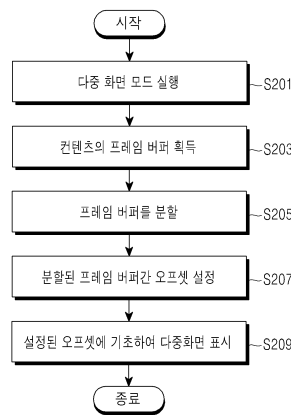 시작
다중 화면 모드 실행
S201
컨텐츠의 프레임 버퍼 획득
S203
프레임 버퍼를 분할
S205
분할된 프레임 버퍼간 오프셋 설정
S207
설정된 오프셋에 기초하여 다중화면 표시
S209
종료